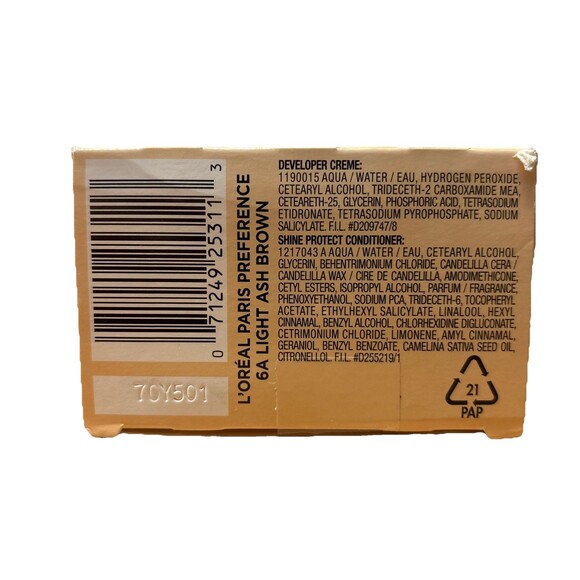 DEVELOPER CREME:
1190015 AQUA / WATER / EAU, HYDROGEN PEROXIDE,
CETEARYL ALCOHOL, TRIDECETH-2 CARBOXAMIDE MEA,
CETEARETH-25, GLYCERIN, PHOSPHORIC ACID, TETRASODIUM
ETIDRONATE, TETRASODIUM PYROPHOSPHATE, SODIUM
SALICYLATE. F.I.L. #D209747/8
SHINE PROTECT CONDITIONER:
1217043 A AQUA / WATER / EAU, CETEARYL ALCOHOL,
GLYCERIN, BEHENTRIMONIUM CHLORIDE, CANDELILLA CERA /
CANDELILLA WAX / CIRE DE CANDELILLA, AMODIMETHICONE,
CETYL ESTERS, ISOPROPYL ALCOHOL, PARFUM / FRAGRANCE,
PHENOXYETHANOL, SODIUM PCA, TRIDECETH-6, TOCOPHERYL
ACETATE, ETHYLHEXYL SALICYLATE, LINALOOL, HEXYL
CINNAMAL, BENZYL ALCOHOL, CHLORHEXIDINE DIGLUCONATE,
CETRIMONIUM CHLORIDE, LIMONENE, AMYL CINNAMAL,
GERANIOL, BENZYL BENZOATE, CAMELINA SATIVA SEED OIL,
CITRONELLOL. F.I.L. #D255219/1
L'ORÉAL PARIS PREFERENCE
6A LIGHT ASH BROWN
0 71249 25311 3
70Y501
21
PAP